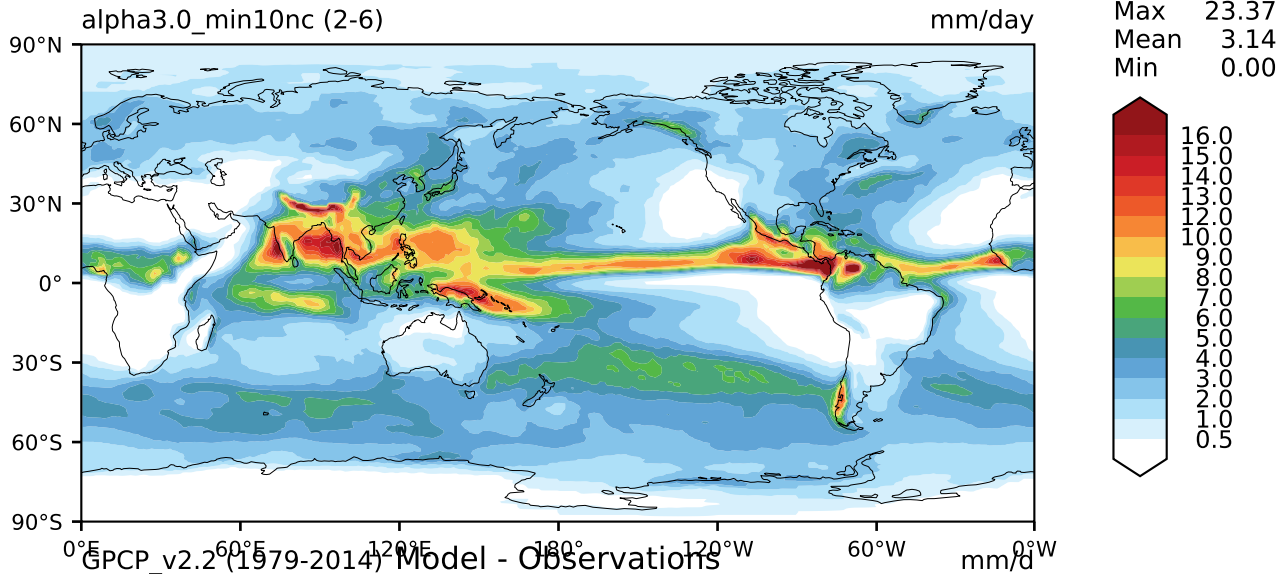 alpha3.0_min10nc (2-6) mm/day
Max 23.37
Mean 3.14
Min 0.00
90°N
60°N
30°N
0°
30°S
60°S
90°S
16.0
15.0
14.0
13.0
12.0
10.0
9.0
8.0
7.0
6.0
5.0
4.0
3.0
2.0
1.0
0.5
0°E 60°E 120°E 180° 120°W 60°W 0°W
GPCP_v2.2 (1979-2014) Model - Observations mm/d